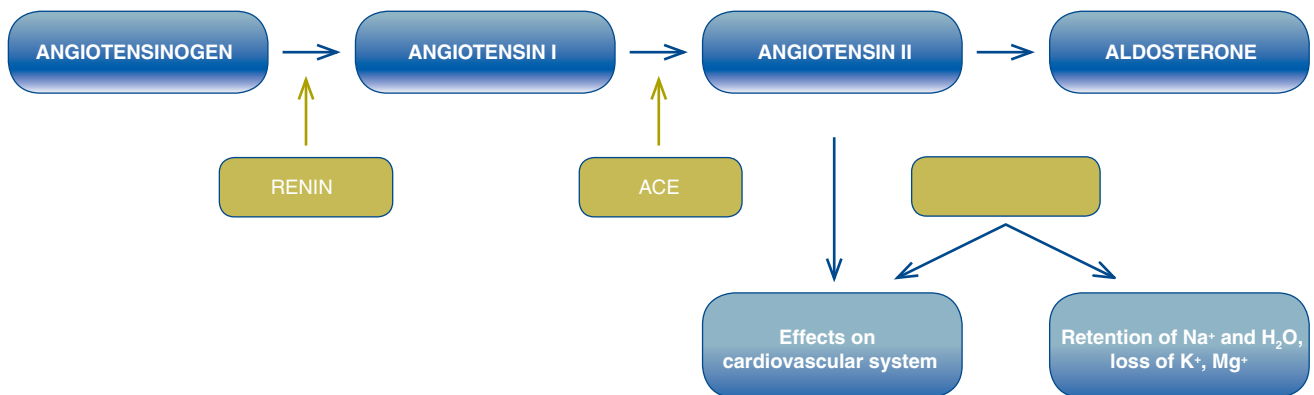 ANGIOTENSINOGEN
ANGIOTENSIN I
ANGIOTENSIN II
ALDOSTERONE
RENIN
ACE
Effects on
cardiovascular system
Retention of Na⁺ and H₂O,
loss of K⁺, Mg⁺